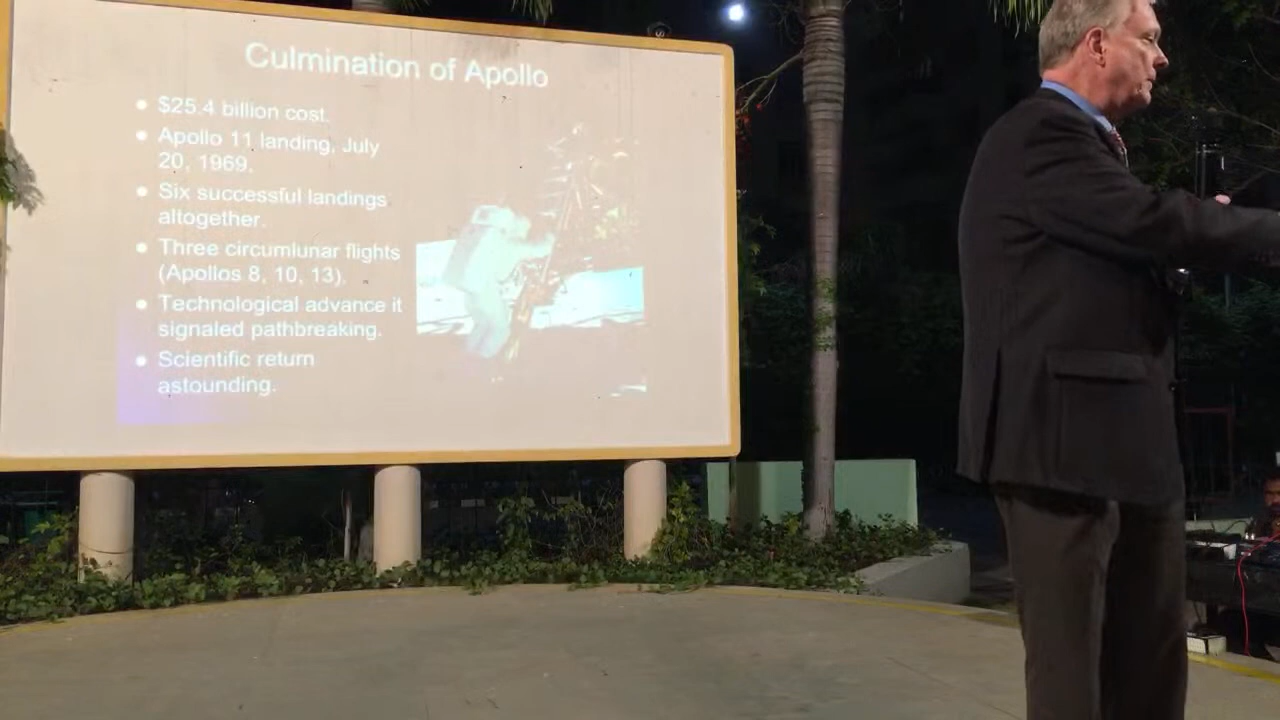 Culmination of Apollo
• $25.4 billion cost.
• Apollo 11 landing, July
20, 1969.
• Six successful landings
altogether.
• Three circumlunar flights
(Apollos 8, 10, 13).
• Technological advance it
signaled pathbreaking.
• Scientific return
astounding.